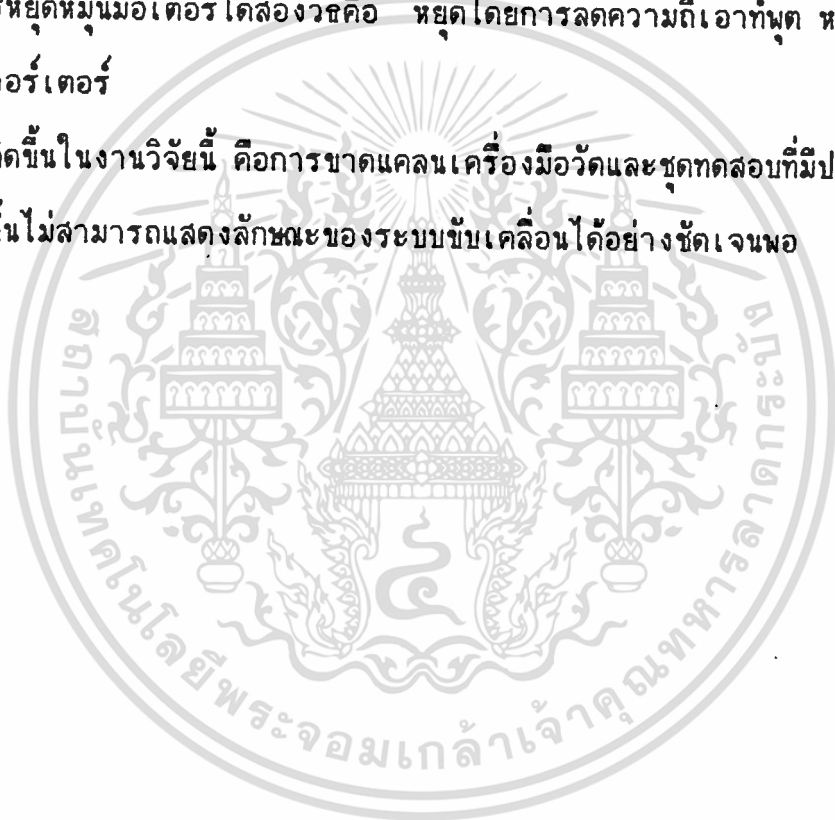 รหยุดหมุนมอเตอร์ได้สองวิธีคือ หยุดโดยการลดความถี่เอาท์พุต ห
อร์เตอร์
ิดขึ้นในงานวิจัยนี้ คือการขาดแคลนเครื่องมือวัดและชุดทดสอบที่มีป
้นไม่สามารถแสดงลักษณะของระบบขับเคลื่อนได้อย่างชัดเจนพอ
สถาบันเทคโนโลยีพระจอมเกล้าเจ้าคุณทหารลาดกระบัง